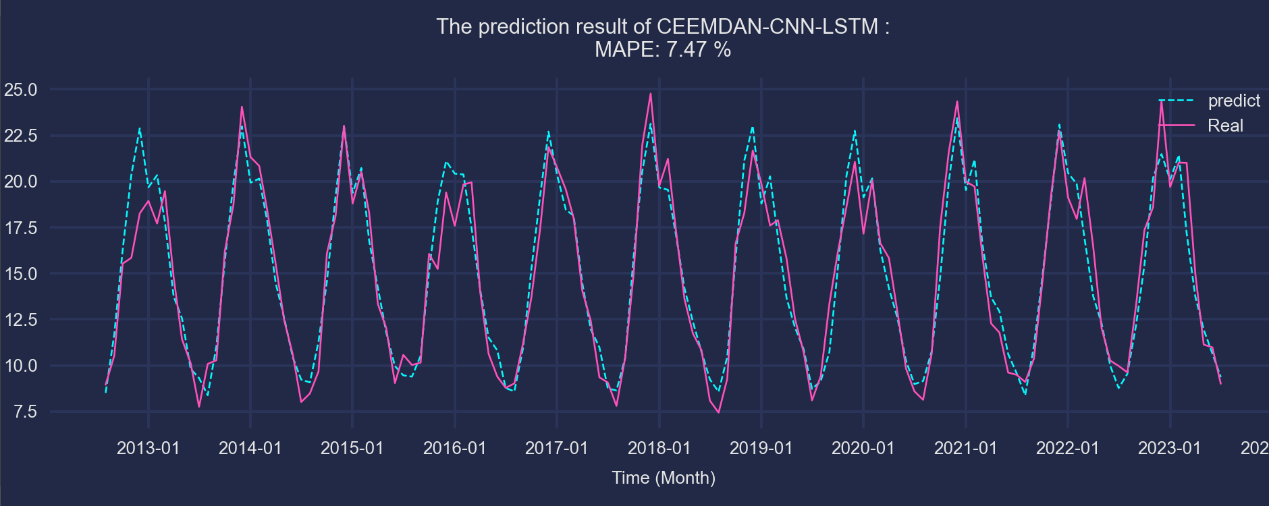 The prediction result of CEEMDAN-CNN-LSTM :
MAPE: 7.47 %
predict
Real
25.0
22.5
20.0
17.5
15.0
12.5
10.0
7.5
2013-01 2014-01 2015-01 2016-01 2017-01 2018-01 2019-01 2020-01 2021-01 2022-01 2023-01 202
Time (Month)